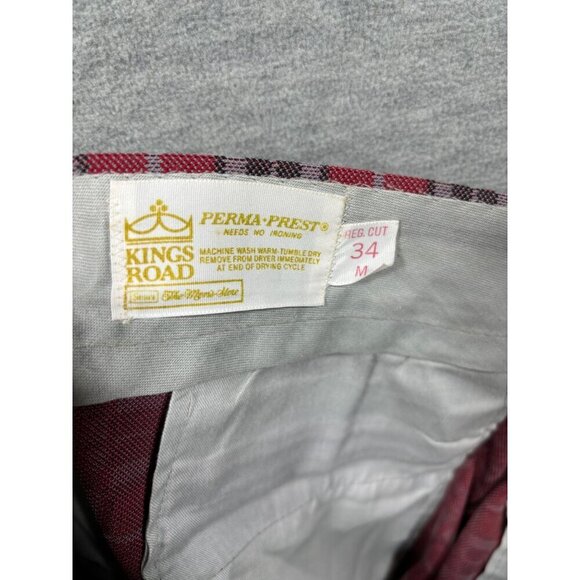 KINGS
ROAD
PERMA•PREST®
NEEDS NO IRONING
MACHINE WASH WARM-TUMBLE DRY
REMOVE FROM DRYER IMMEDIATELY
AT END OF DRYING CYCLE
Sears The Men's Store
REG. CUT
34
M